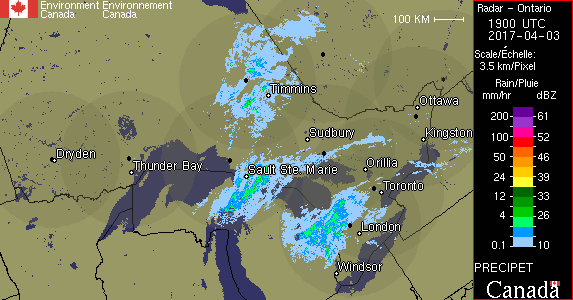 Environment Environnement
Canada Canada
100 KM
Timmins
Ottawa
Sudbury
Kingston
Dryden
Thunder Bay
Sault Ste. Marie
Orillia
Toronto
London
Windsor
Radar - Ontario
1900 UTC
2017-04-03
Scale/Échelle:
3.5 km/Pixel
Rain/Pluie
mm/hr dBZ
200 61
100 52
50 46
24 39
12 33
4 26
2 20
0.1 10
PRECIPET
Canada